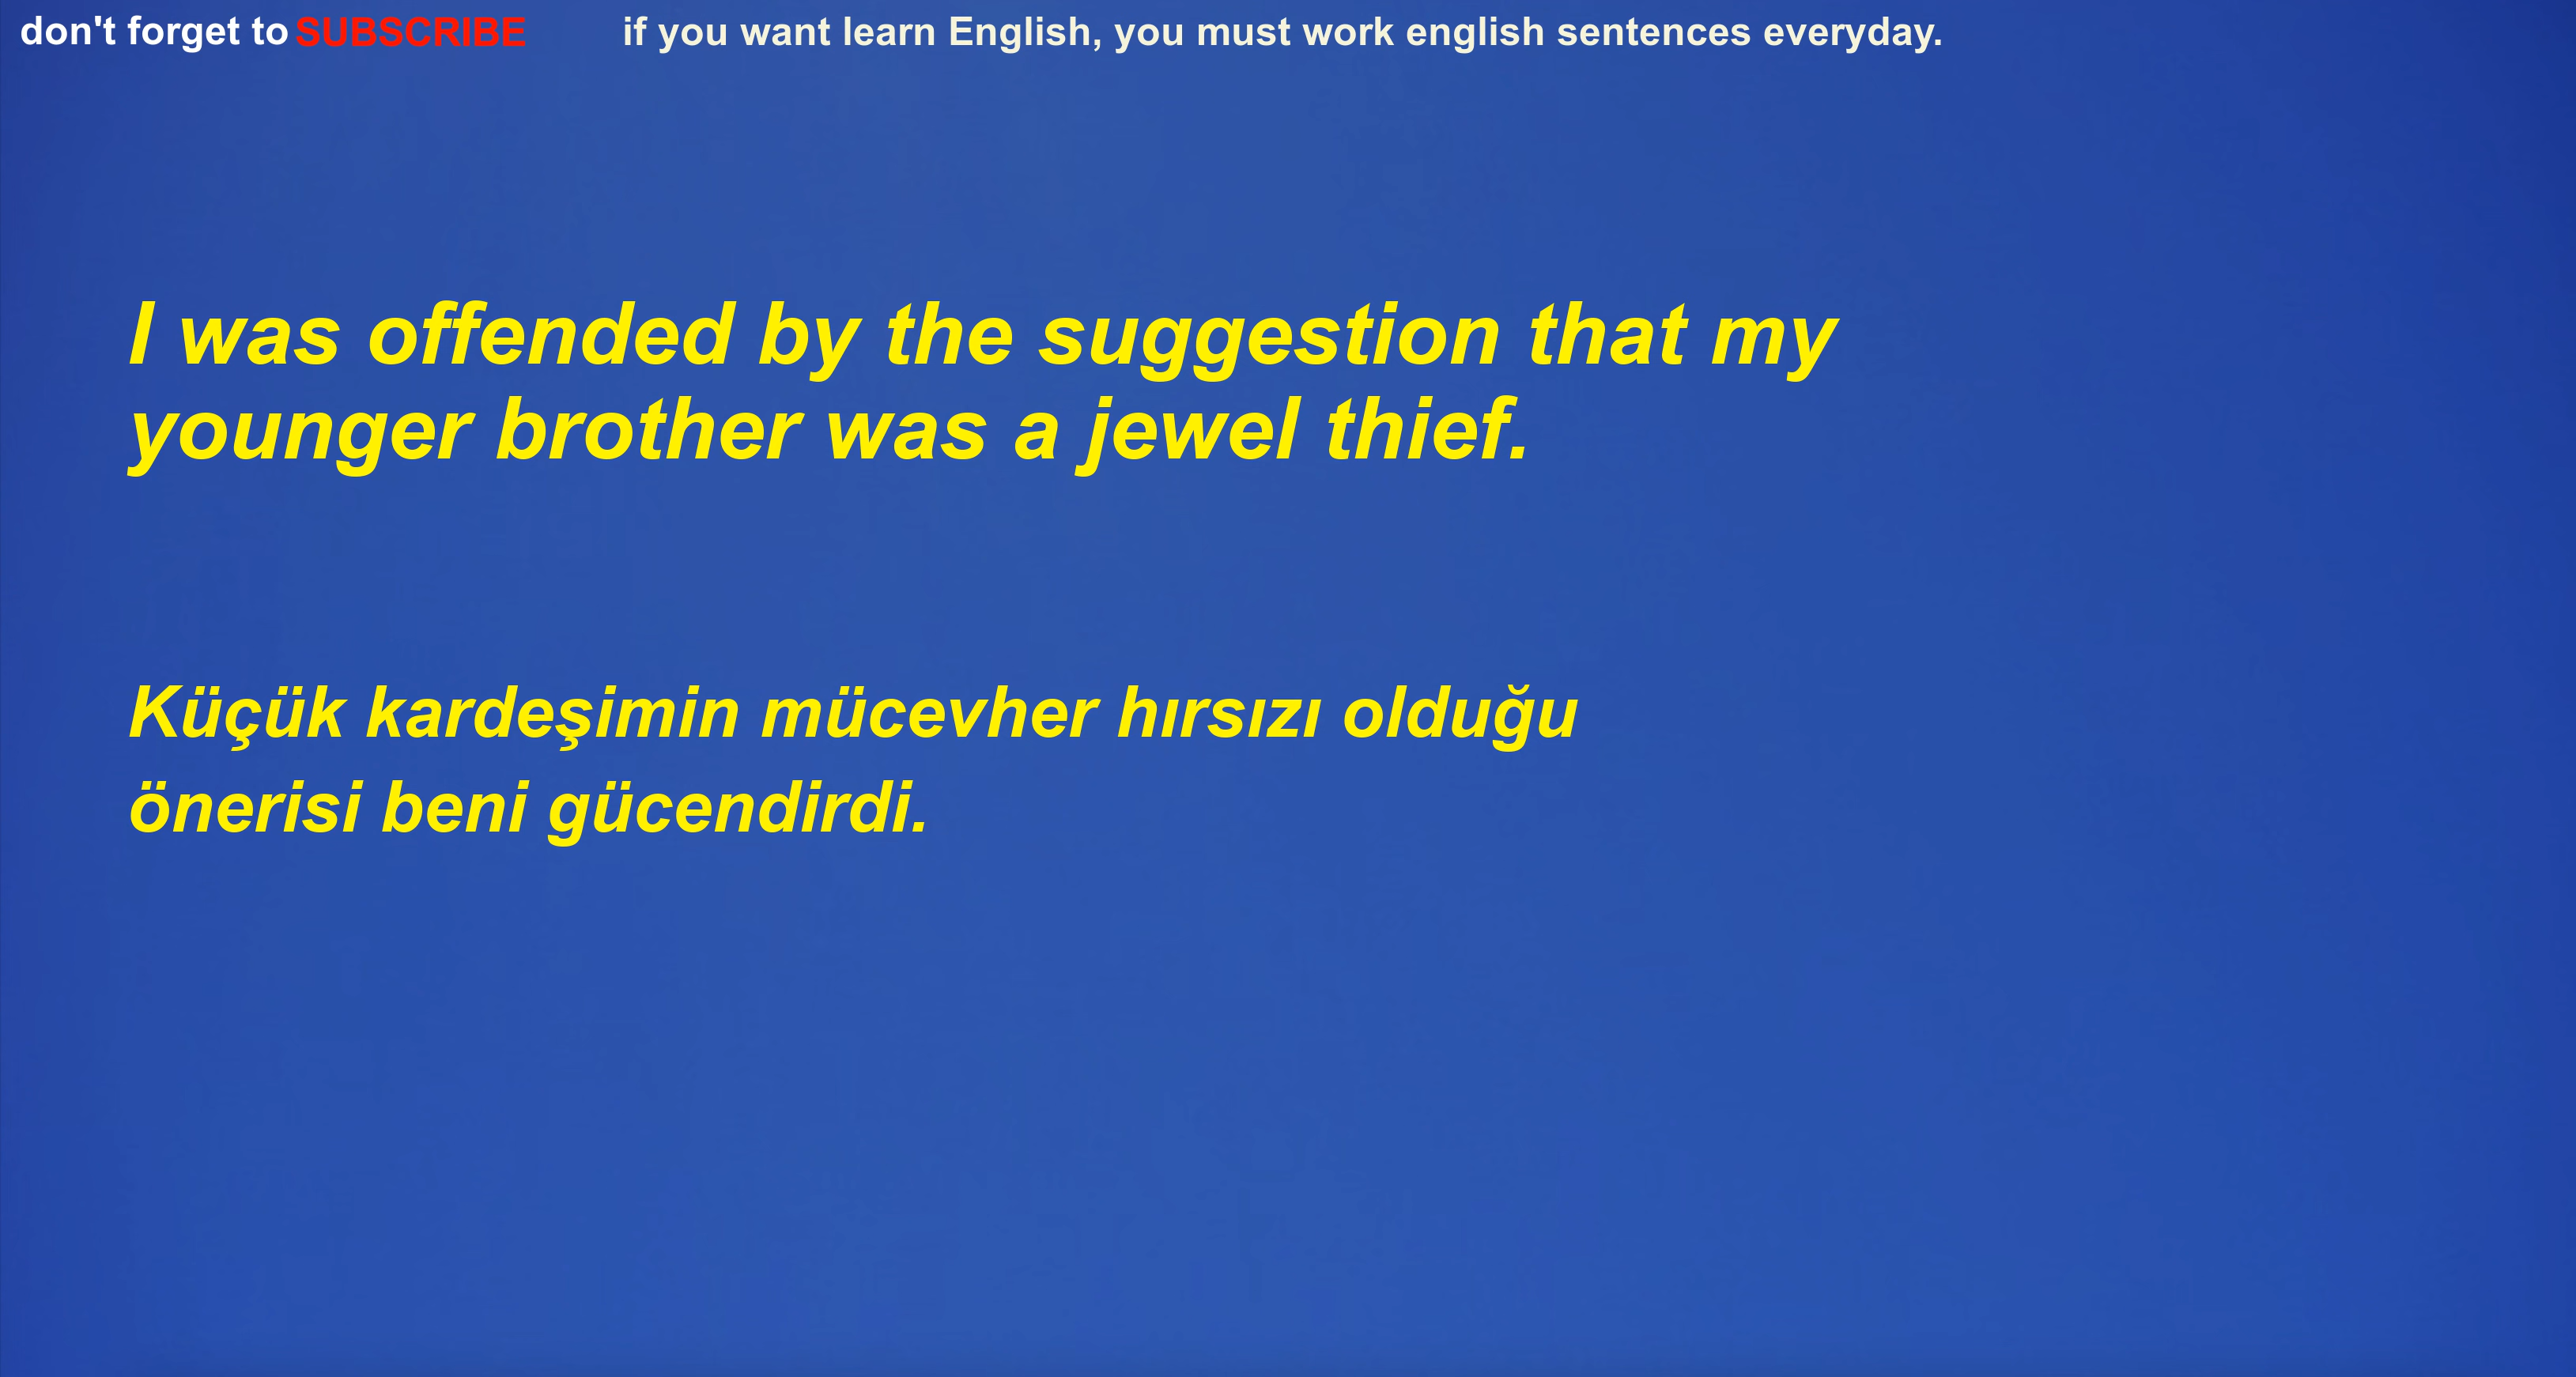 don't forget to SUBSCRIBE if you want learn English, you must work english sentences everyday.
I was offended by the suggestion that my
younger brother was a jewel thief.
Küçük kardeşimin mücevher hırsızı olduğu
önerisi beni gücendirdi.